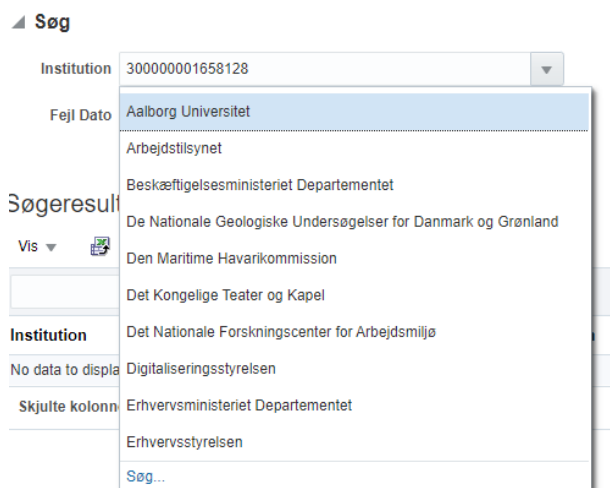 Søg
Institution 300000001658128
Fejl Dato
Aalborg Universitet
Arbejdstilsynet
Beskæftigelsesministeriet Departementet
De Nationale Geologiske Undersøgelser for Danmark og Grønland
Den Maritime Havarikommission
Det Kongelige Teater og Kapel
Det Nationale Forskningscenter for Arbejdsmiljø
Digitaliseringsstyrelsen
Erhvervsministeriet Departementet
Erhvervsstyrelsen
Søg...
Søgeresult
Vis
Institution
No data to displa
Skjulte kolonn